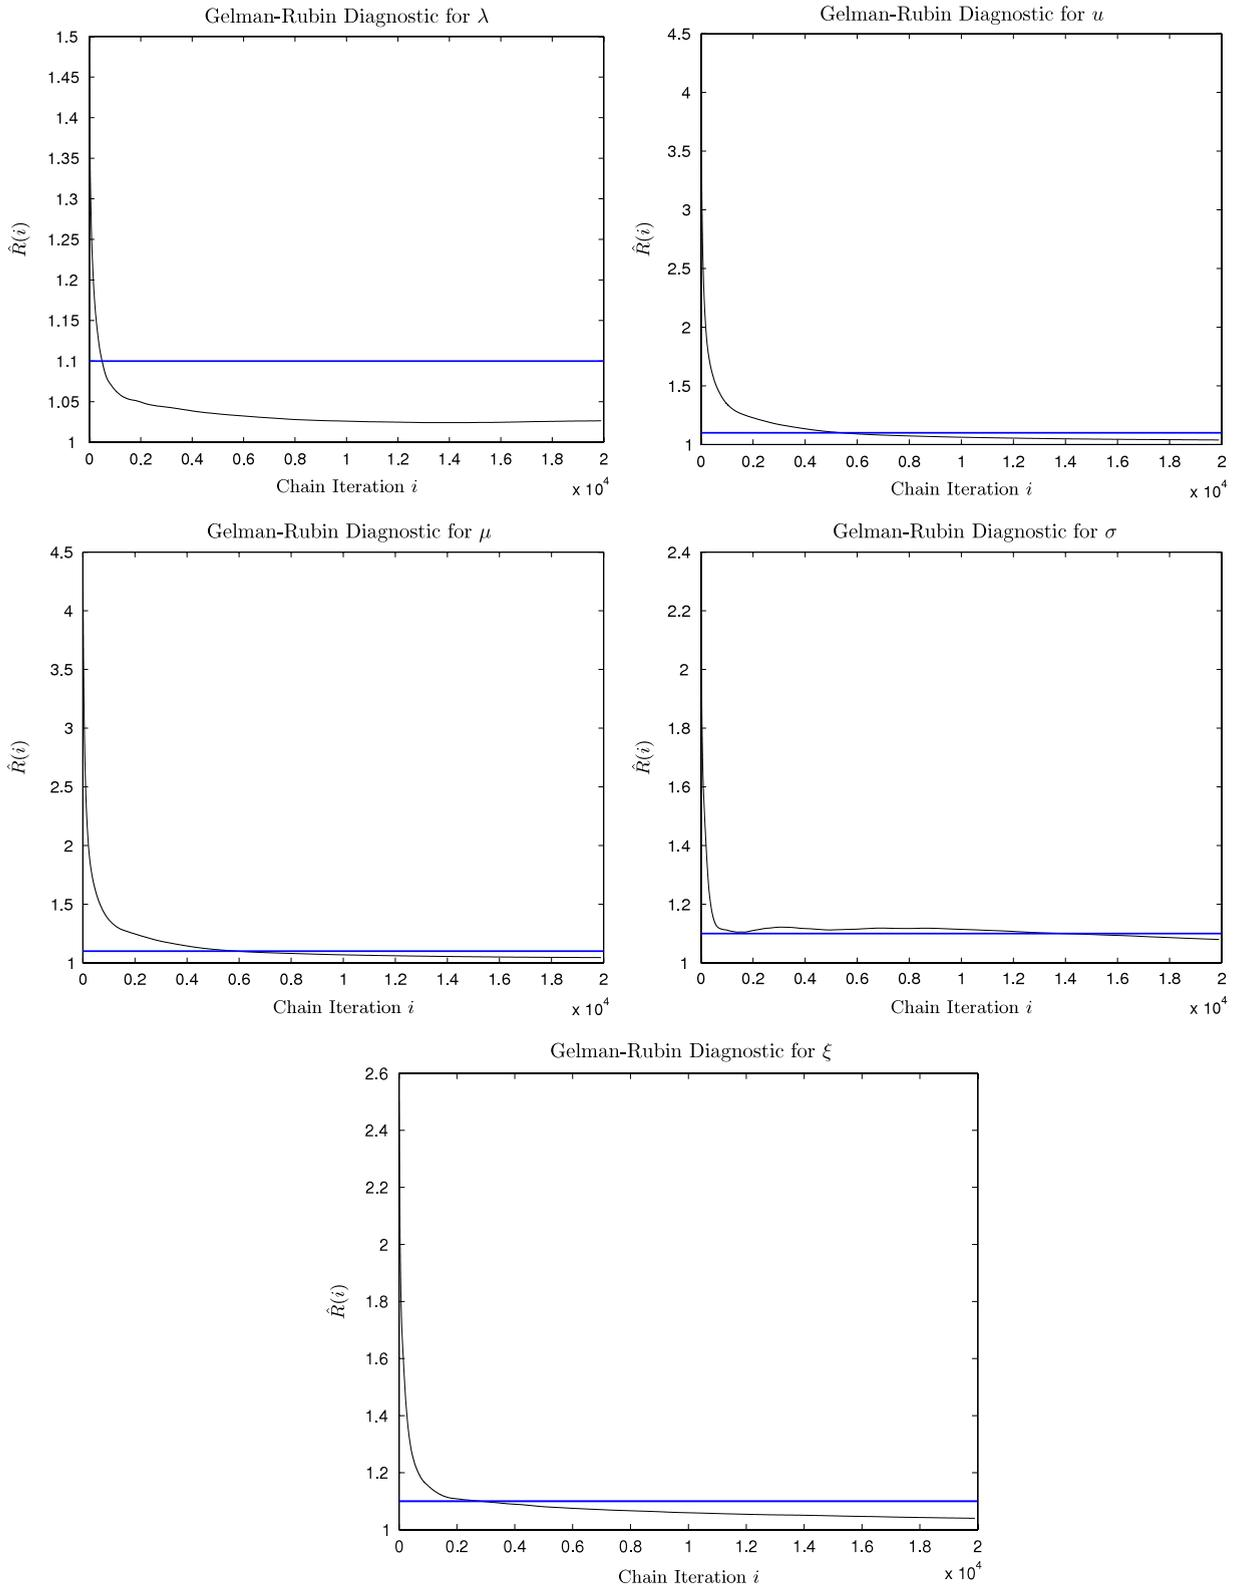 Gelman-Rubin Diagnostic for λ
1.5
1.45
1.4
1.35
1.3
1.25
1.2
1.15
1.1
1.05
1
R̂(i)
0 0.2 0.4 0.6 0.8 1 1.2 1.4 1.6 1.8 2
Chain Iteration i
x 10^4
Gelman-Rubin Diagnostic for u
4.5
4
3.5
3
2.5
2
1.5
1
R̂(i)
0 0.2 0.4 0.6 0.8 1 1.2 1.4 1.6 1.8 2
Chain Iteration i
x 10^4
Gelman-Rubin Diagnostic for μ
4.5
4
3.5
3
2.5
2
1.5
1
R̂(i)
0 0.2 0.4 0.6 0.8 1 1.2 1.4 1.6 1.8 2
Chain Iteration i
x 10^4
Gelman-Rubin Diagnostic for σ
2.4
2.2
2
1.8
1.6
1.4
1.2
1
R̂(i)
0 0.2 0.4 0.6 0.8 1 1.2 1.4 1.6 1.8 2
Chain Iteration i
x 10^4
Gelman-Rubin Diagnostic for ξ
2.6
2.4
2.2
2
1.8
1.6
1.4
1.2
1
R̂(i)
0 0.2 0.4 0.6 0.8 1 1.2 1.4 1.6 1.8 2
Chain Iteration i
x 10^4